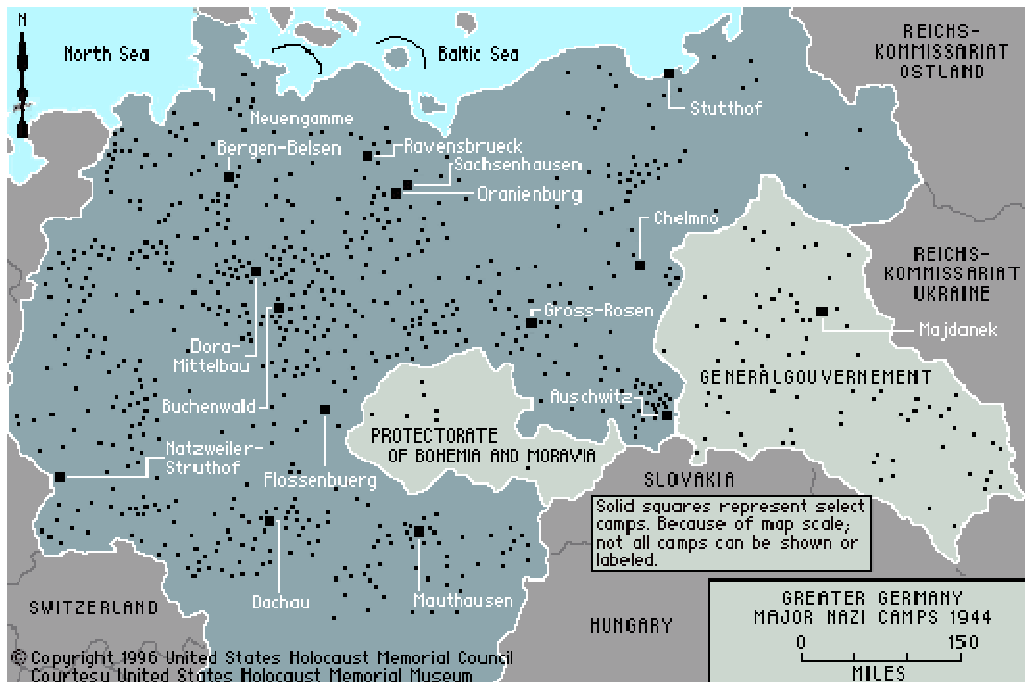 N
North Sea
Baltic Sea
REICHS-
KOMMISSARIAT
OSTLAND
Stutthof
Neuengamme
Bergen-Belsen
Ravensbrueck
Sachsenhausen
Oranienburg
Chelmno
REICHS-
KOMMISSARIAT
UKRAINE
Gross-Rosen
Majdanek
Dora-
Mittelbau
GENERALGOUVERNEMENT
Buchenwald
Auschwitz
PROTECTORATE
OF BOHEMIA AND MORAVIA
Natzweiler-
Struthof
Flossenbuerg
SLOVAKIA
Solid squares represent select
camps. Because of map scale,
not all camps can be shown or
labeled.
SWITZERLAND
Dachau
Mauthausen
HUNGARY
GREATER GERMANY
MAJOR NAZI CAMPS 1944
0 150
MILES
© Copyright 1996 United States Holocaust Memorial Council
Courtesy United States Holocaust Memorial Museum